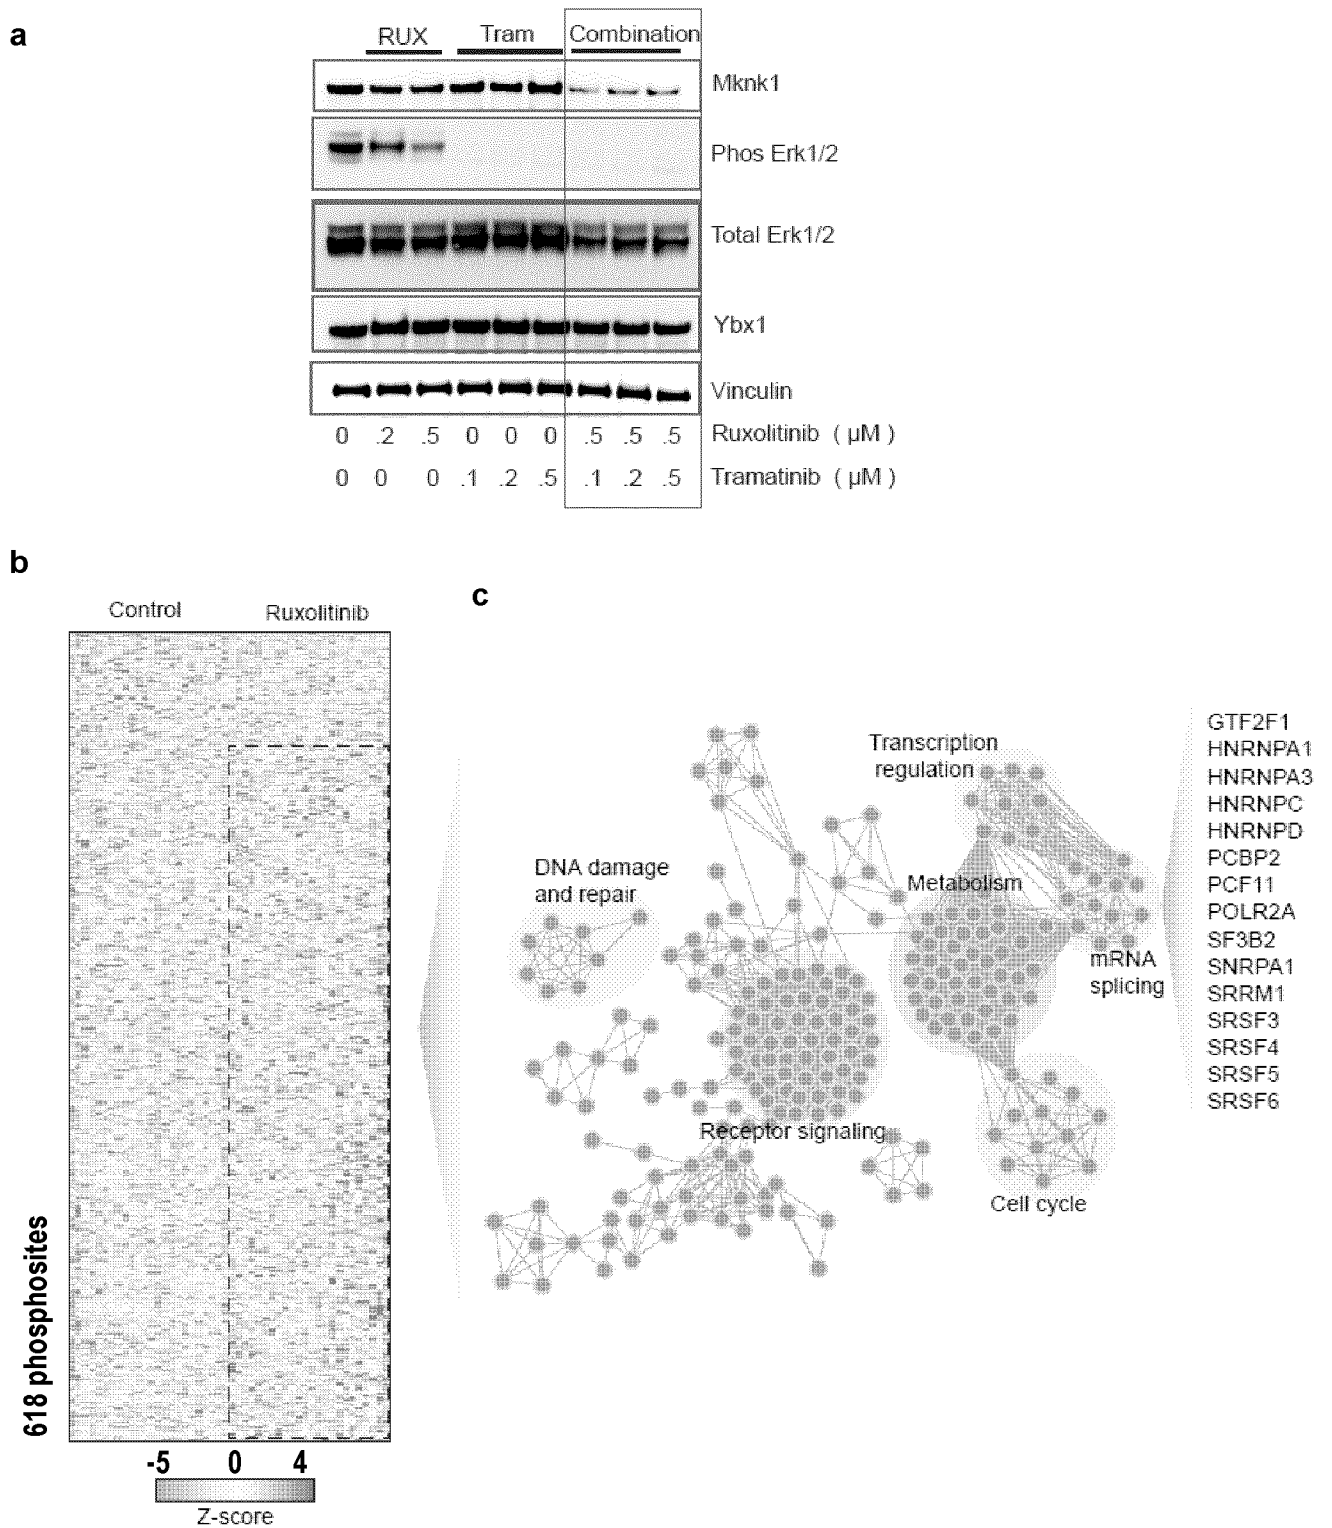 a
RUX Tram Combination
Mknk1
Phos Erk1/2
Total Erk1/2
Ybx1
Vinculin
0 .2 .5 0 0 0 .5 .5 .5 Ruxolitinib ( µM )
0 0 0 .1 .2 .5 .1 .2 .5 Tramatinib ( µM )
b
Control Ruxolitinib
618 phosphosites
-5 0 4
Z-score
c
Transcription
regulation
DNA damage
and repair
Metabolism
mRNA
splicing
Receptor signaling
Cell cycle
GTF2F1
HNRNPA1
HNRNPA3
HNRNPC
HNRNPD
PCBP2
PCF11
POLR2A
SF3B2
SNRPA1
SRRM1
SRSF3
SRSF4
SRSF5
SRSF6